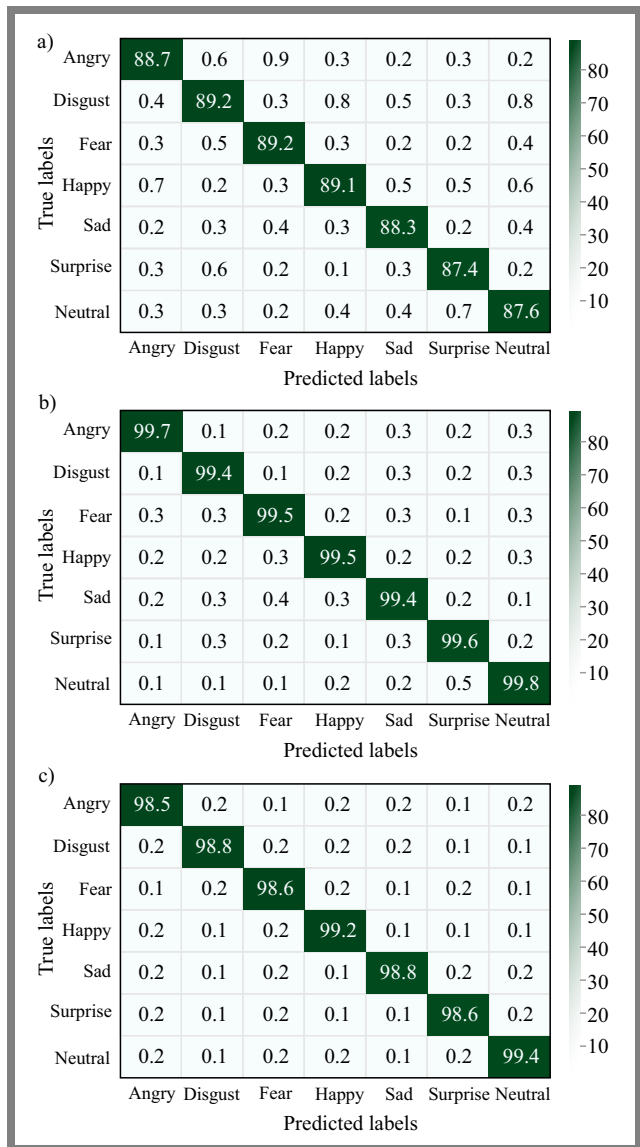 a)
True labels
Angry 88.7 0.6 0.9 0.3 0.2 0.3 0.2
Disgust 0.4 89.2 0.3 0.8 0.5 0.3 0.8
Fear 0.3 0.5 89.2 0.3 0.2 0.2 0.4
Happy 0.7 0.2 0.3 89.1 0.5 0.5 0.6
Sad 0.2 0.3 0.4 0.3 88.3 0.2 0.4
Surprise 0.3 0.6 0.2 0.1 0.3 87.4 0.2
Neutral 0.3 0.3 0.2 0.4 0.4 0.7 87.6
Angry Disgust Fear Happy Sad Surprise Neutral
Predicted labels
80
70
60
50
40
30
20
10
b)
True labels
Angry 99.7 0.1 0.2 0.2 0.3 0.2 0.3
Disgust 0.1 99.4 0.1 0.2 0.3 0.2 0.3
Fear 0.3 0.3 99.5 0.2 0.3 0.1 0.3
Happy 0.2 0.2 0.3 99.5 0.2 0.2 0.3
Sad 0.2 0.3 0.4 0.3 99.4 0.2 0.1
Surprise 0.1 0.3 0.2 0.1 0.3 99.6 0.2
Neutral 0.1 0.1 0.1 0.2 0.2 0.5 99.8
Angry Disgust Fear Happy Sad Surprise Neutral
Predicted labels
80
70
60
50
40
30
20
10
c)
True labels
Angry 98.5 0.2 0.1 0.2 0.2 0.1 0.2
Disgust 0.2 98.8 0.2 0.2 0.2 0.1 0.1
Fear 0.1 0.2 98.6 0.2 0.1 0.2 0.1
Happy 0.2 0.1 0.2 99.2 0.1 0.1 0.1
Sad 0.2 0.1 0.2 0.1 98.8 0.2 0.2
Surprise 0.2 0.1 0.2 0.1 0.1 98.6 0.2
Neutral 0.2 0.1 0.2 0.2 0.1 0.2 99.4
Angry Disgust Fear Happy Sad Surprise Neutral
Predicted labels
80
70
60
50
40
30
20
10